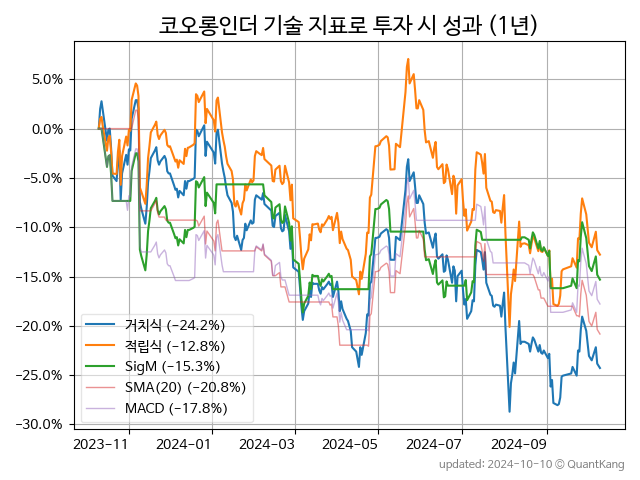 코오롱인더 기술 지표로 투자 시 성과 (1년)
5.0%
0.0%
−5.0%
−10.0%
−15.0%
−20.0%
−25.0%
−30.0%
거치식 (−24.2%)
적립식 (−12.8%)
SigM (−15.3%)
SMA(20) (−20.8%)
MACD (−17.8%)
2023−11 2024−01 2024−03 2024−05 2024−07 2024−09
updated: 2024-10-10 ⓒ QuantKang